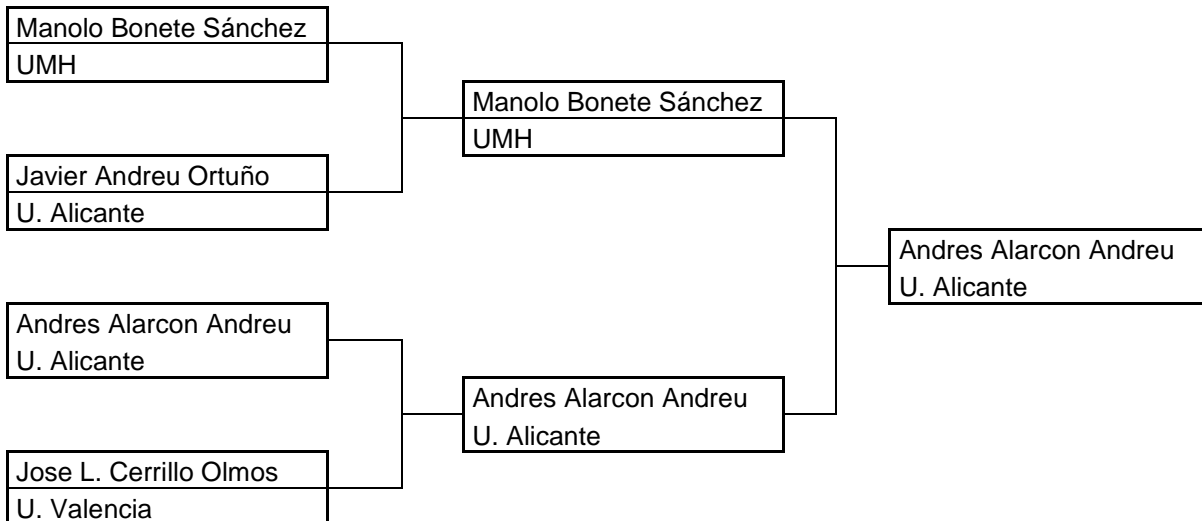 Manolo Bonete Sánchez
UMH
Manolo Bonete Sánchez
UMH
Javier Andreu Ortuño
U. Alicante
Andres Alarcon Andreu
U. Alicante
Andres Alarcon Andreu
U. Alicante
Andres Alarcon Andreu
U. Alicante
Jose L. Cerrillo Olmos
U. Valencia